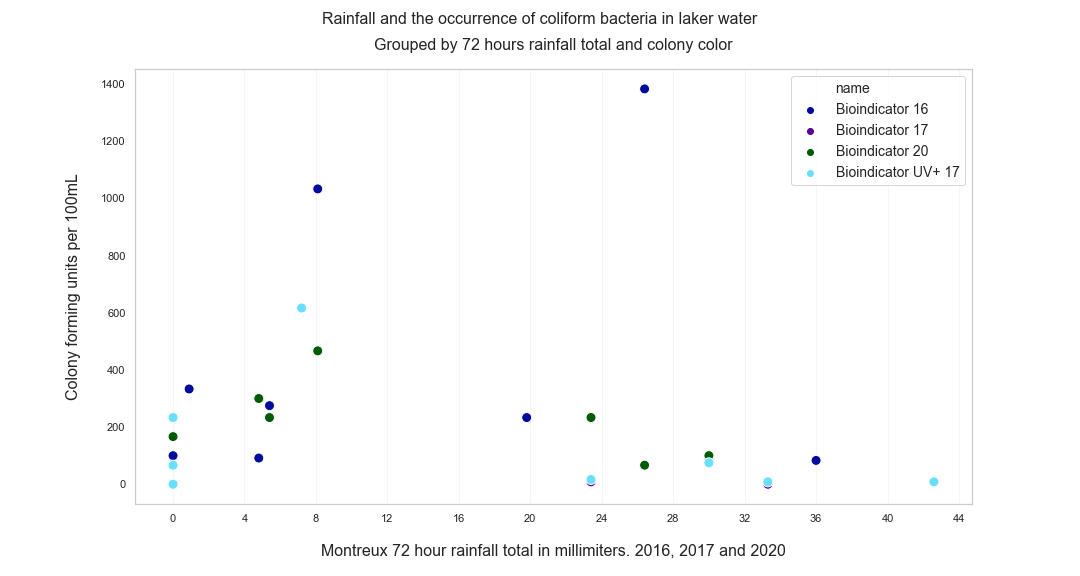 Rainfall and the occurrence of coliform bacteria in laker water
Grouped by 72 hours rainfall total and colony color
name
Bioindicator 16
Bioindicator 17
Bioindicator 20
Bioindicator UV+ 17
Colony forming units per 100mL
1400
1200
1000
800
600
400
200
0
0 4 8 12 16 20 24 28 32 36 40 44
Montreux 72 hour rainfall total in millimiters. 2016, 2017 and 2020